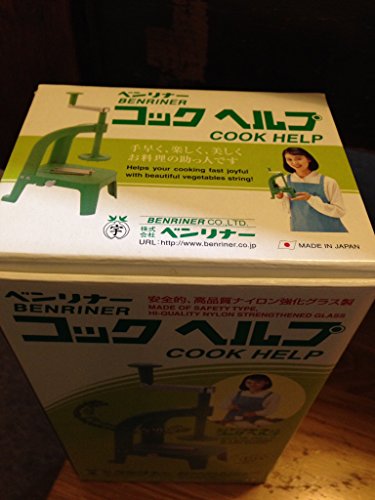 ベンリナー
BENRINER
コック ヘルプ
COOK HELP
手早く、楽しく、美しく
お料理の助っ人です
Helps your cooking fast joyful
with beautiful vegetables string!
BENRINER CO.,LTD.
株式会社 ベンリナー
URL:http://www.benriner.co.jp
MADE IN JAPAN
ベンリナー
BENRINER
安全的、高品質ナイロン強化グラス製
MADE OF SAPETY TYPE,
HI-QUALITY NYLON STRENGTHENED GLASS
コック ヘルプ
COOK HELP